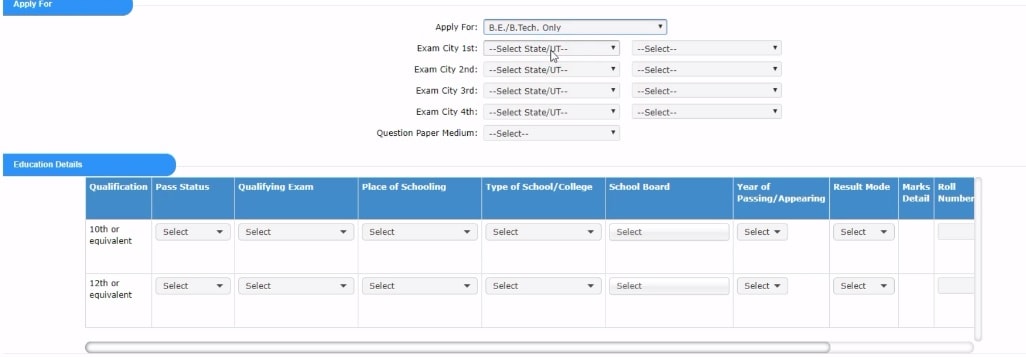 Apply For
Apply For: B.E./B.Tech. Only
Exam City 1st: --Select State/UT-- --Select--
Exam City 2nd: --Select State/UT-- --Select--
Exam City 3rd: --Select State/UT-- --Select--
Exam City 4th: --Select State/UT-- --Select--
Question Paper Medium: --Select--
Education Details
Qualification Pass Status Qualifying Exam Place of Schooling Type of School/College School Board Year of Result Mode Marks Roll
Passing/Appearing Detail Number
10th or Select Select Select Select Select Select Select
equivalent
12th or Select Select Select Select Select Select Select
equivalent